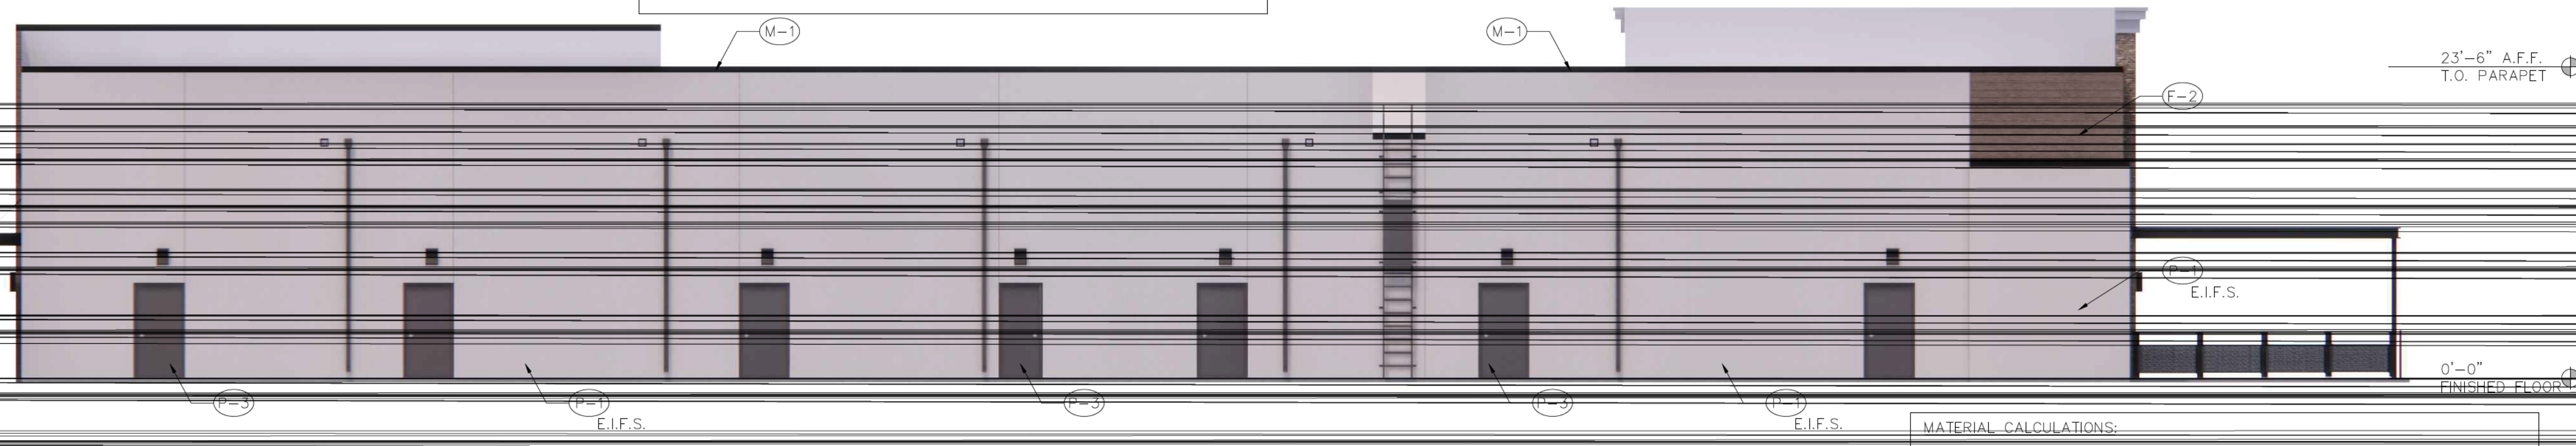 M-1
M-1
23'-6" A.F.F.
T.O. PARAPET
F-2
P-1
E.I.F.S.
0'-0"
FINISHED FLOOR
P-3
P-1
E.I.F.S.
P-3
P-3
P-1
E.I.F.S.
MATERIAL CALCULATIONS: